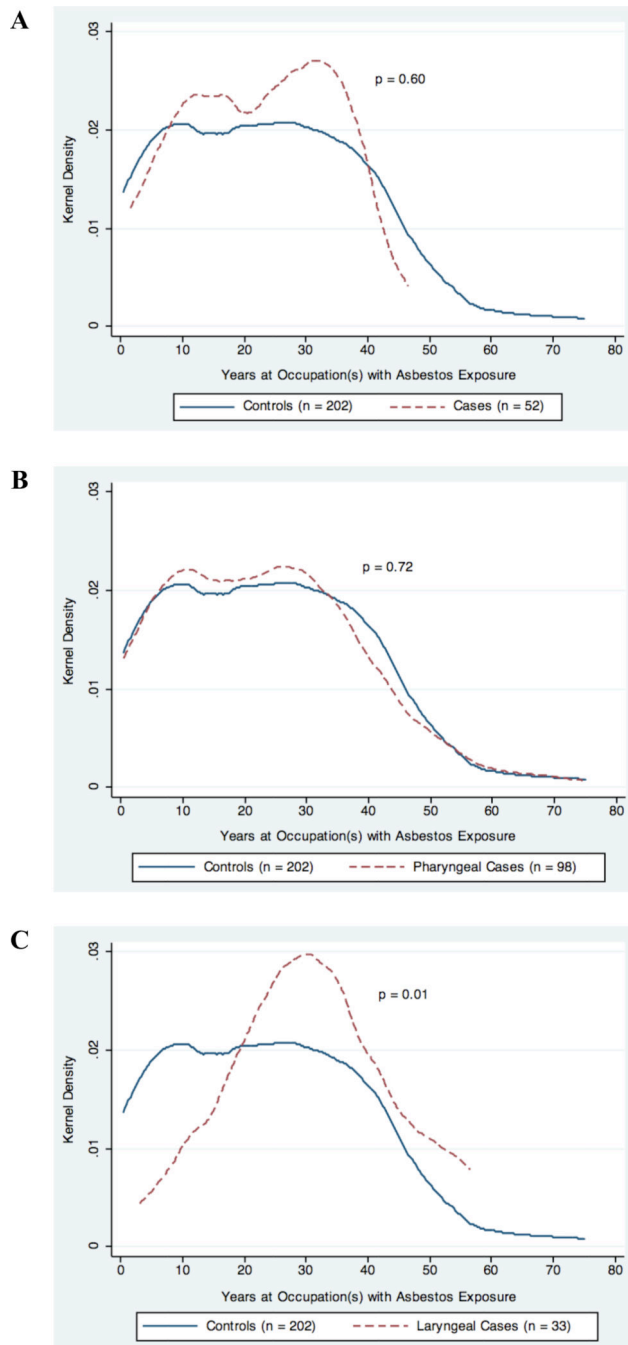 A
.03
p = 0.60
.02
Kernel Density
.01
0
0 10 20 30 40 50 60 70 80
Years at Occupation(s) with Asbestos Exposure
Controls (n = 202) Cases (n = 52)
B
.03
p = 0.72
.02
Kernel Density
.01
0
0 10 20 30 40 50 60 70 80
Years at Occupation(s) with Asbestos Exposure
Controls (n = 202) Pharyngeal Cases (n = 98)
C
.03
p = 0.01
.02
Kernel Density
.01
0
0 10 20 30 40 50 60 70 80
Years at Occupation(s) with Asbestos Exposure
Controls (n = 202) Laryngeal Cases (n = 33)